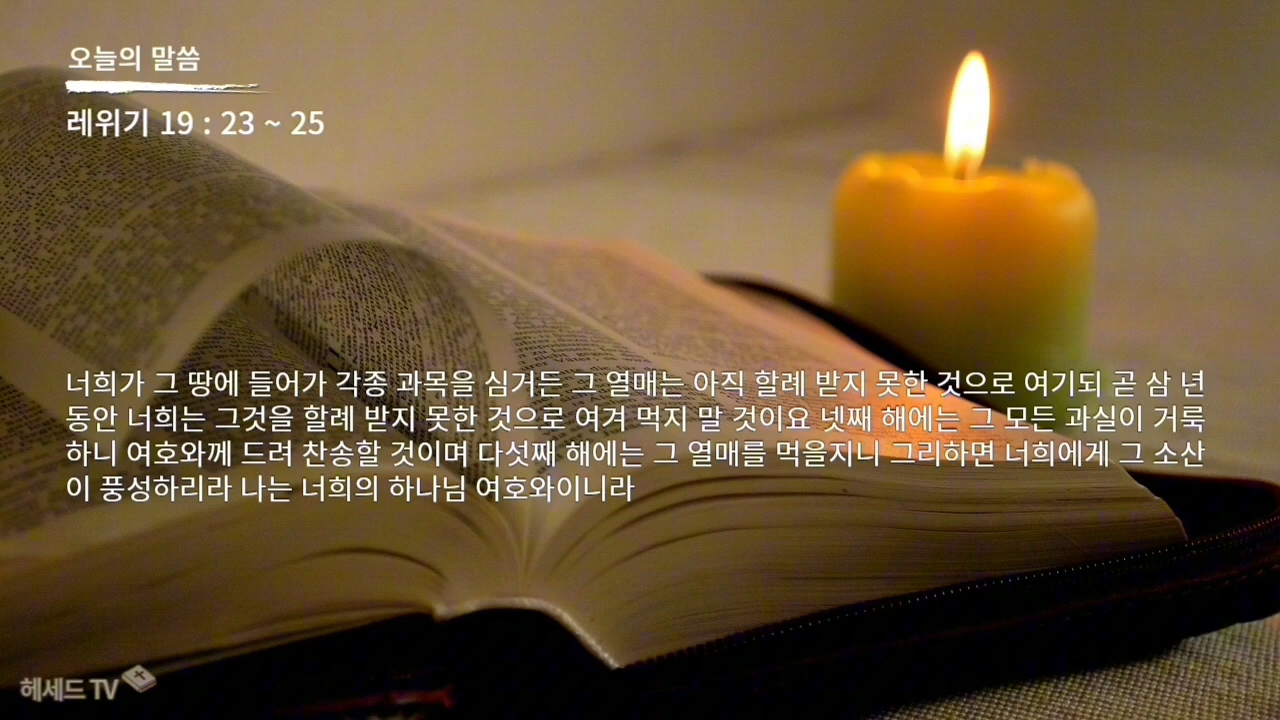 오늘의 말씀
레위기 19 : 23 ~ 25
너희가 그 땅에 들어가 각종 과목을 심거든 그 열매는 아직 할례 받지 못한 것으로 여기되 곧 삼 년
동안 너희는 그것을 할례 받지 못한 것으로 여겨 먹지 말 것이요 넷째 해에는 그 모든 과실이 거룩
하니 여호와께 드려 찬송할 것이며 다섯째 해에는 그 열매를 먹을지니 그리하면 너희에게 그 소산
이 풍성하리라 나는 너희의 하나님 여호와이니라
헤세드 TV